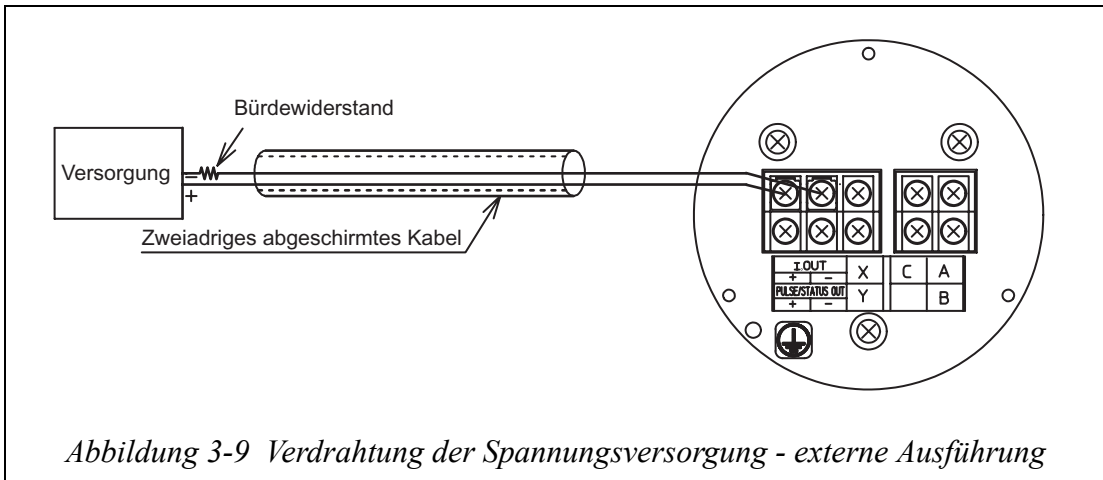 Bürdewiderstand
Versorgung
−
+
Zweiadriges abgeschirmtes Kabel
I.OUT X C A
+ −
PULSE/STATUS OUT Y B
+ −
Abbildung 3-9 Verdrahtung der Spannungsversorgung - externe Ausführung